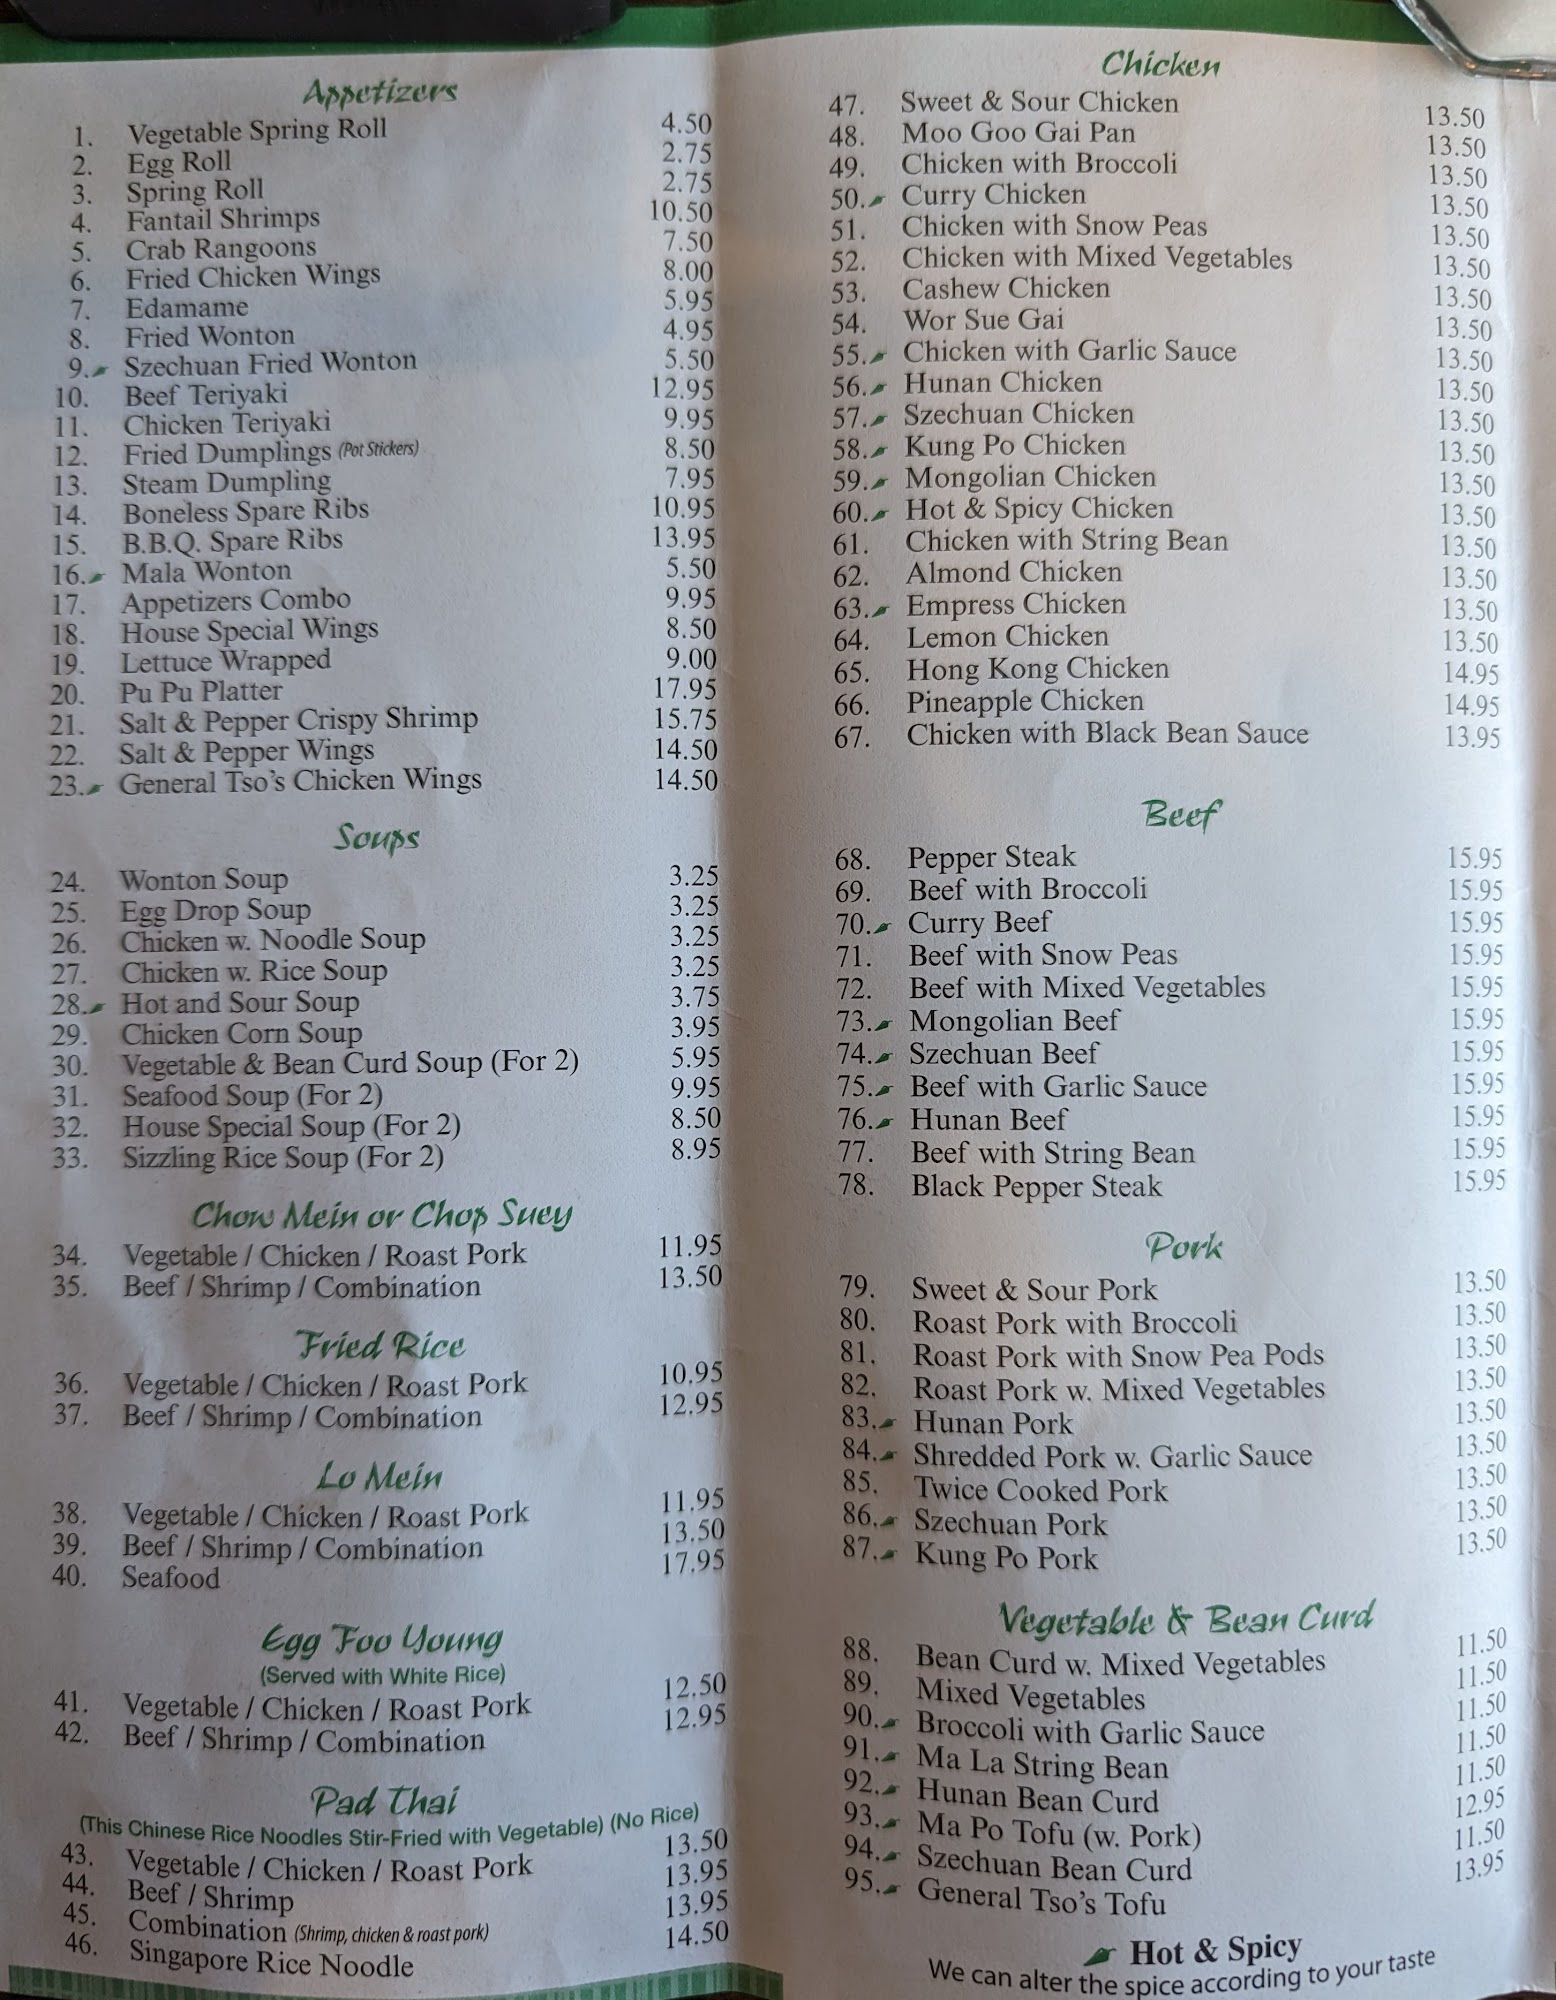 Appetizers
1. Vegetable Spring Roll 4.50
2. Egg Roll 2.75
3. Spring Roll 2.75
4. Fantail Shrimps 10.50
5. Crab Rangoons 7.50
6. Fried Chicken Wings 8.00
7. Edamame 5.95
8. Fried Wonton 4.95
9. Szechuan Fried Wonton 5.50
10. Beef Teriyaki 12.95
11. Chicken Teriyaki 9.95
12. Fried Dumplings (Pot Stickers) 8.50
13. Steam Dumpling 7.95
14. Boneless Spare Ribs 10.95
15. B.B.Q. Spare Ribs 13.95
16. Mala Wonton 5.50
17. Appetizers Combo 9.95
18. House Special Wings 8.50
19. Lettuce Wrapped 9.00
20. Pu Pu Platter 17.95
21. Salt & Pepper Crispy Shrimp 15.75
22. Salt & Pepper Wings 14.50
23. General Tso's Chicken Wings 14.50
Soups
24. Wonton Soup 3.25
25. Egg Drop Soup 3.25
26. Chicken w. Noodle Soup 3.25
27. Chicken w. Rice Soup 3.25
28. Hot and Sour Soup 3.75
29. Chicken Corn Soup 3.95
30. Vegetable & Bean Curd Soup (For 2) 5.95
31. Seafood Soup (For 2) 9.95
32. House Special Soup (For 2) 8.50
33. Sizzling Rice Soup (For 2) 8.95
Chow Mein or Chop Suey
34. Vegetable / Chicken / Roast Pork 11.95
35. Beef / Shrimp / Combination 13.50
Fried Rice
36. Vegetable / Chicken / Roast Pork 10.95
37. Beef / Shrimp / Combination 12.95
Lo Mein
38. Vegetable / Chicken / Roast Pork 11.95
39. Beef / Shrimp / Combination 13.50
40. Seafood 17.95
Egg Foo Young
(Served with White Rice)
41. Vegetable / Chicken / Roast Pork 12.50
42. Beef / Shrimp / Combination 12.95
Pad Thai
(This Chinese Rice Noodles Stir-Fried with Vegetable) (No Rice)
43. Vegetable / Chicken / Roast Pork 13.50
44. Beef / Shrimp 13.95
45. Combination (Shrimp, chicken & roast pork) 13.95
46. Singapore Rice Noodle 14.50
Chicken
47. Sweet & Sour Chicken 13.50
48. Moo Goo Gai Pan 13.50
49. Chicken with Broccoli 13.50
50. Curry Chicken 13.50
51. Chicken with Snow Peas 13.50
52. Chicken with Mixed Vegetables 13.50
53. Cashew Chicken 13.50
54. Wor Sue Gai 13.50
55. Chicken with Garlic Sauce 13.50
56. Hunan Chicken 13.50
57. Szechuan Chicken 13.50
58. Kung Po Chicken 13.50
59. Mongolian Chicken 13.50
60. Hot & Spicy Chicken 13.50
61. Chicken with String Bean 13.50
62. Almond Chicken 13.50
63. Empress Chicken 13.50
64. Lemon Chicken 13.50
65. Hong Kong Chicken 14.95
66. Pineapple Chicken 14.95
67. Chicken with Black Bean Sauce 13.95
Beef
68. Pepper Steak 15.95
69. Beef with Broccoli 15.95
70. Curry Beef 15.95
71. Beef with Snow Peas 15.95
72. Beef with Mixed Vegetables 15.95
73. Mongolian Beef 15.95
74. Szechuan Beef 15.95
75. Beef with Garlic Sauce 15.95
76. Hunan Beef 15.95
77. Beef with String Bean 15.95
78. Black Pepper Steak 15.95
Pork
79. Sweet & Sour Pork 13.50
80. Roast Pork with Broccoli 13.50
81. Roast Pork with Snow Pea Pods 13.50
82. Roast Pork w. Mixed Vegetables 13.50
83. Hunan Pork 13.50
84. Shredded Pork w. Garlic Sauce 13.50
85. Twice Cooked Pork 13.50
86. Szechuan Pork 13.50
87. Kung Po Pork 13.50
Vegetable & Bean Curd
88. Bean Curd w. Mixed Vegetables 11.50
89. Mixed Vegetables 11.50
90. Broccoli with Garlic Sauce 11.50
91. Ma La String Bean 11.50
92. Hunan Bean Curd 11.50
93. Ma Po Tofu (w. Pork) 12.95
94. Szechuan Bean Curd 11.50
95. General Tso's Tofu 13.95
Hot & Spicy
We can alter the spice according to your taste